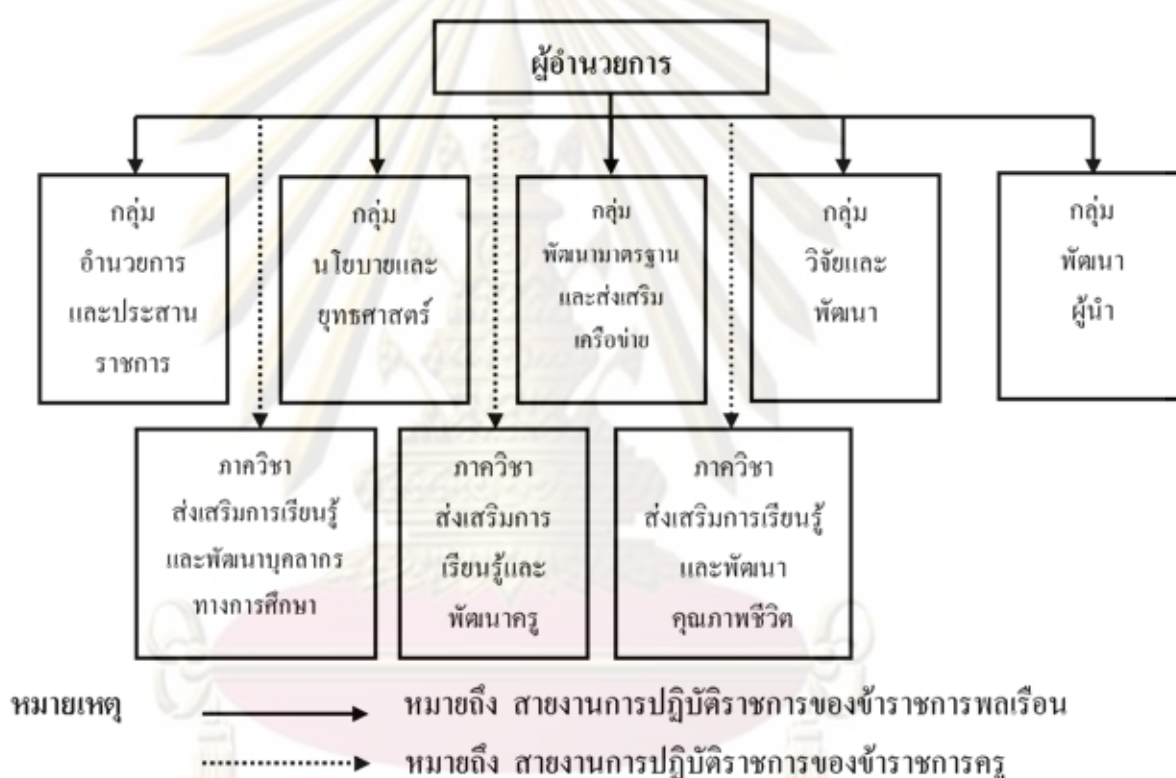 ผู้อำนวยการ
กลุ่ม
อำนวยการ
และประสาน
ราชการ
กลุ่ม
นโยบายและ
ยุทธศาสตร์
กลุ่ม
พัฒนามาตรฐาน
และส่งเสริม
เครือข่าย
กลุ่ม
วิจัยและ
พัฒนา
กลุ่ม
พัฒนา
ผู้นำ
ภาควิชา
ส่งเสริมการเรียนรู้
และพัฒนาบุคลากร
ทางการศึกษา
ภาควิชา
ส่งเสริมการ
เรียนรู้และ
พัฒนาครู
ภาควิชา
ส่งเสริมการเรียนรู้
และพัฒนา
คุณภาพชีวิต
หมายเหตุ หมายถึง สายงานการปฏิบัติราชการของข้าราชการพลเรือน
หมายถึง สายงานการปฏิบัติราชการของข้าราชการครู